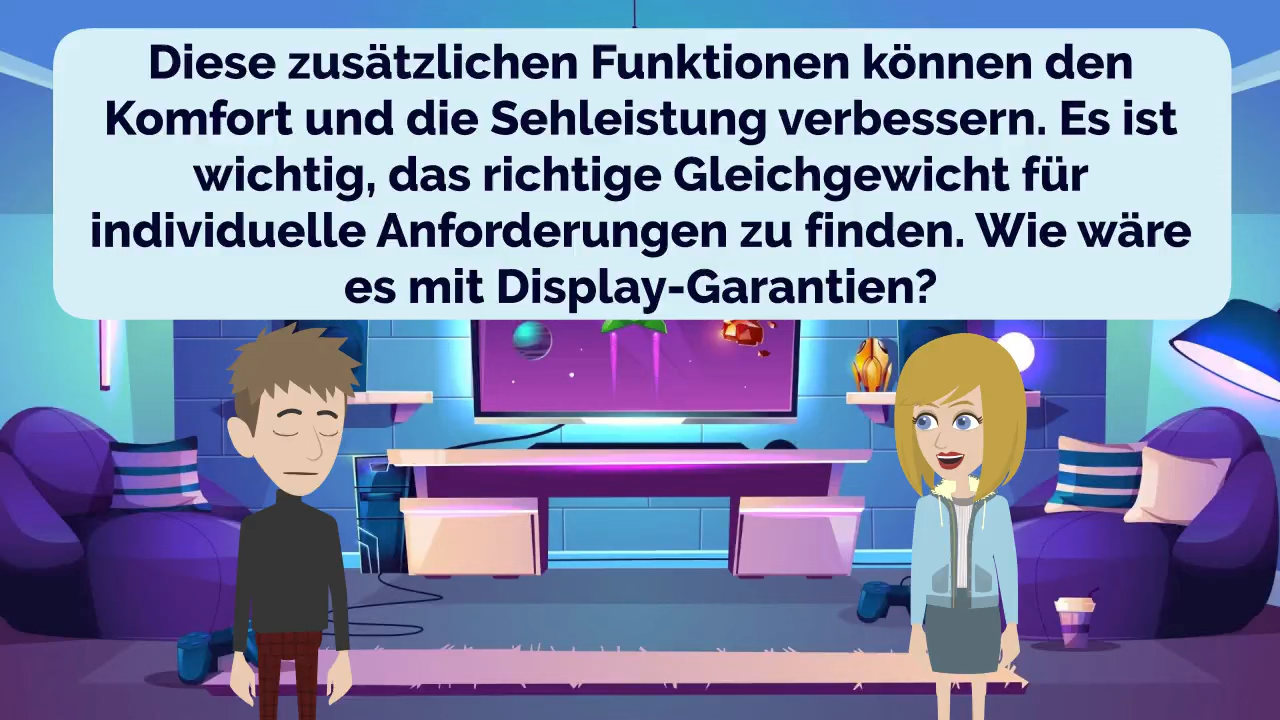 Diese zusätzlichen Funktionen können den
Komfort und die Sehleistung verbessern. Es ist
wichtig, das richtige Gleichgewicht für
individuelle Anforderungen zu finden. Wie wäre
es mit Display-Garantien?